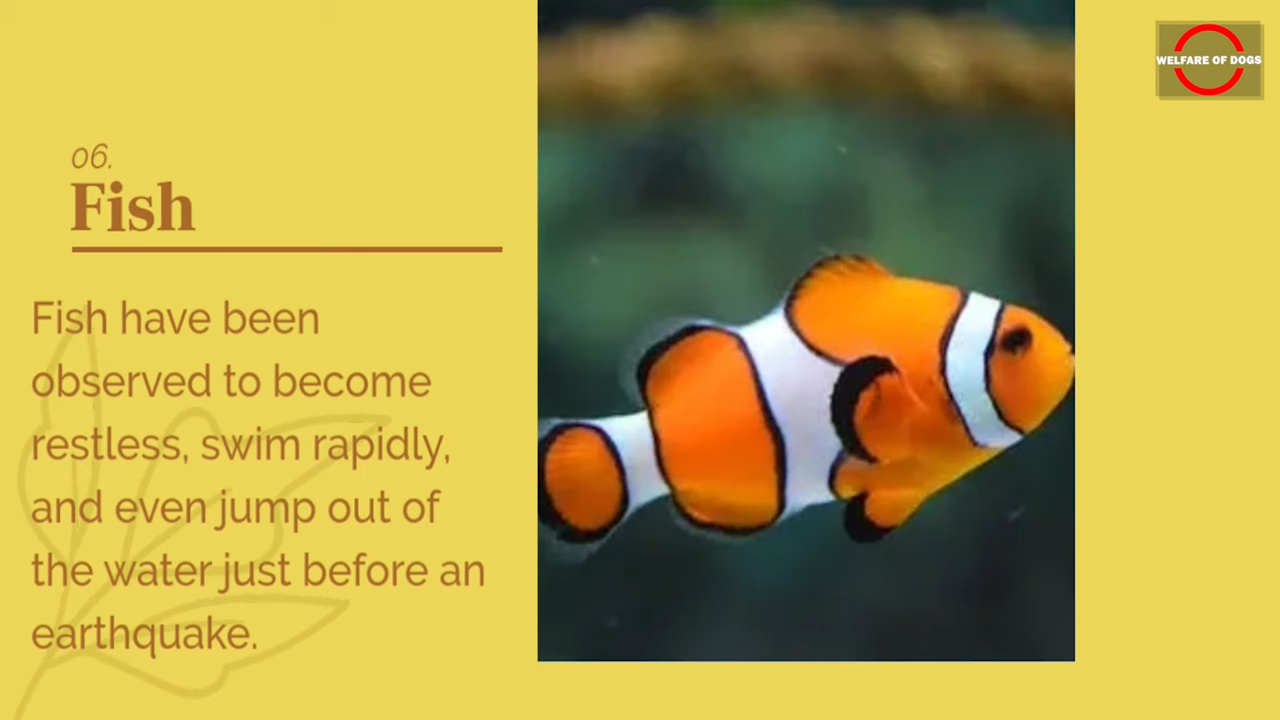 WELFARE OF DOGS
06.
Fish
Fish have been
observed to become
restless, swim rapidly,
and even jump out of
the water just before an
earthquake.